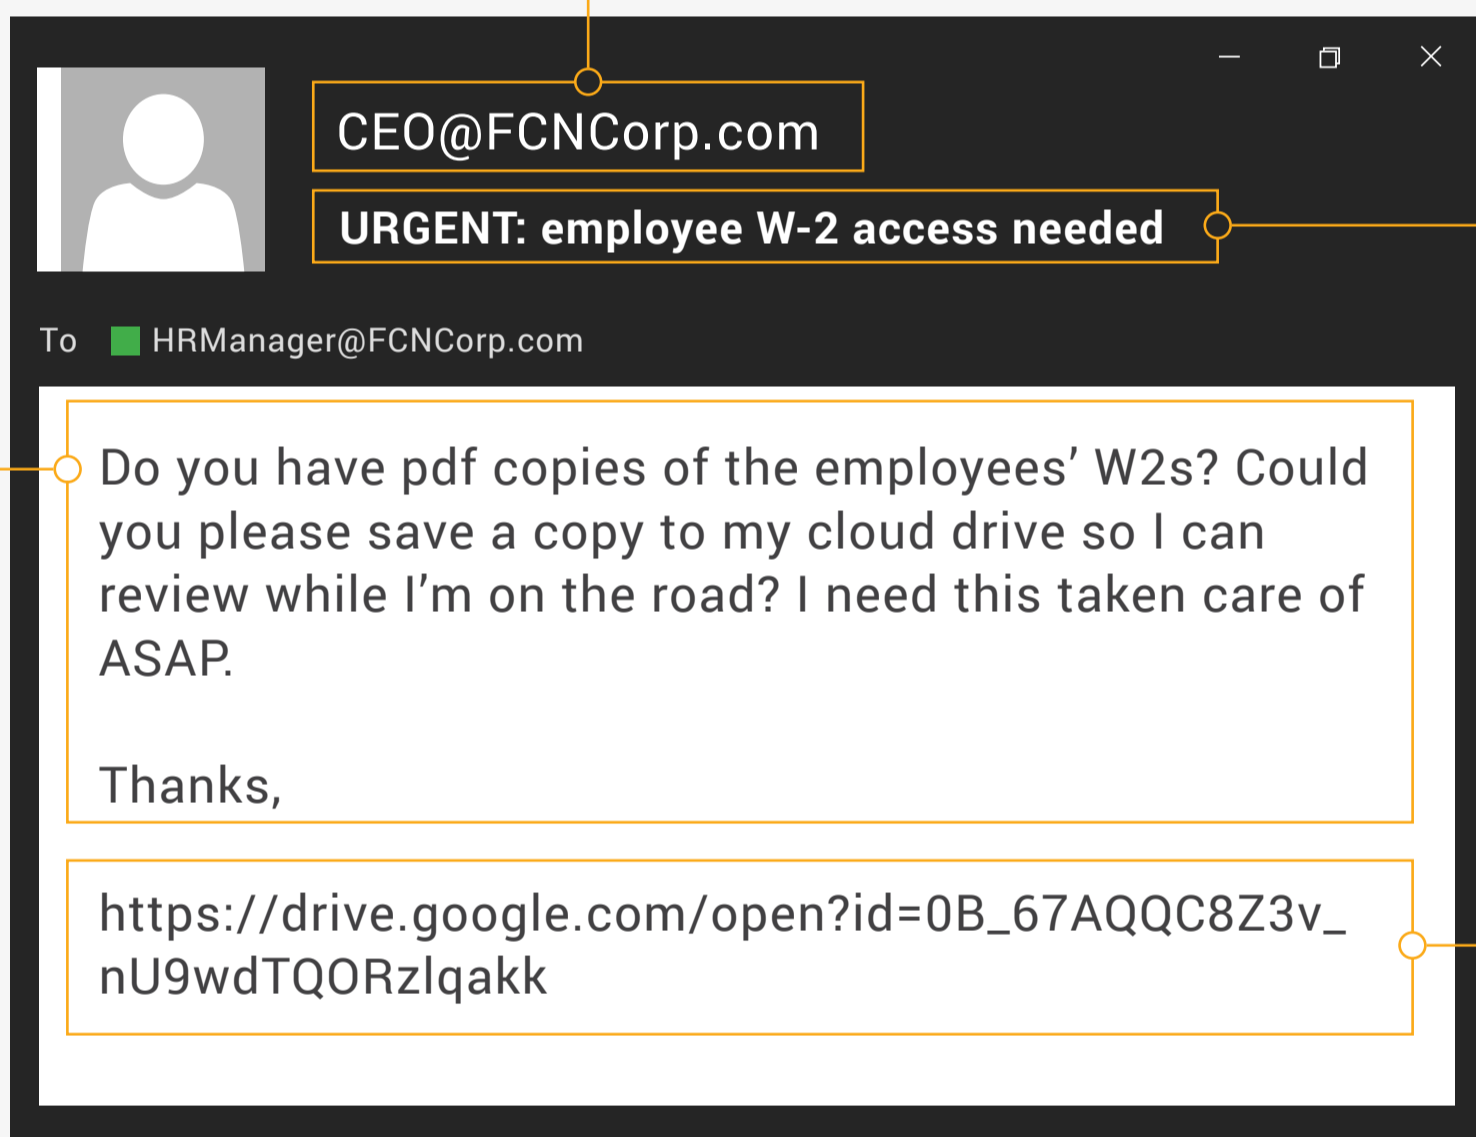 CEO@FCNCorp.com
URGENT: employee W-2 access needed
To HRManager@FCNCorp.com
Do you have pdf copies of the employees’ W2s? Could
you please save a copy to my cloud drive so I can
review while I’m on the road? I need this taken care of
ASAP.
Thanks,
https://drive.google.com/open?id=0B_67AQQC8Z3v_
nU9wdTQORzlqakk